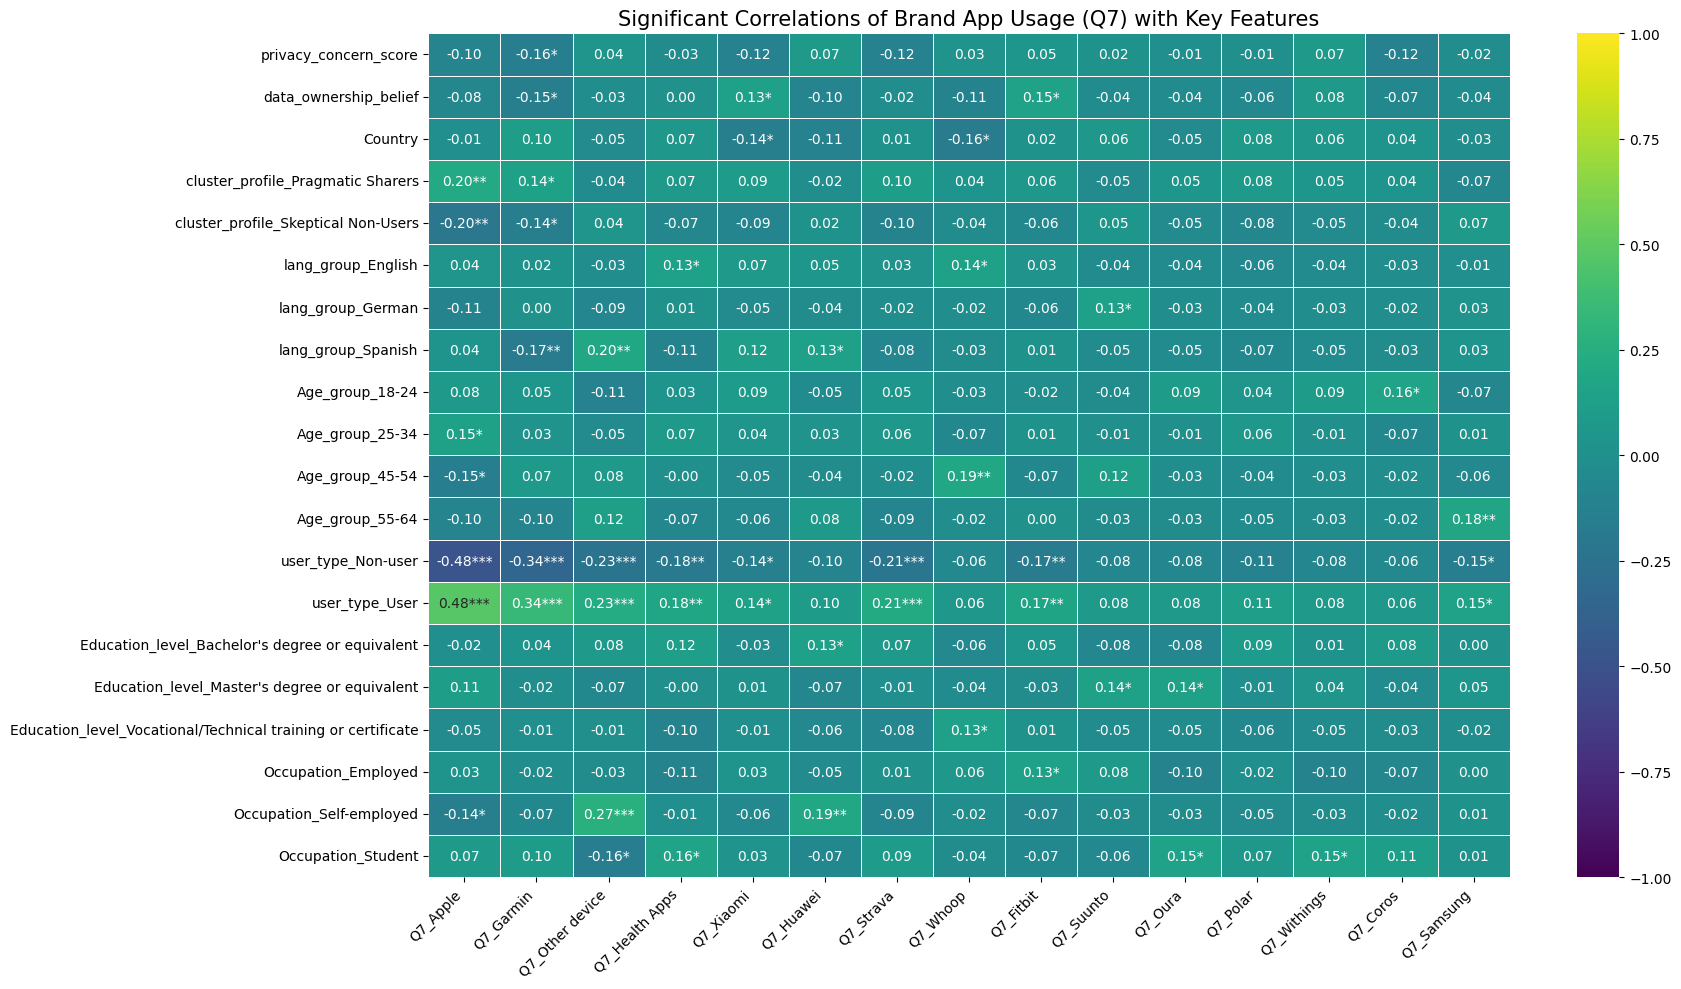 Significant Correlations of Brand App Usage (Q7) with Key Features
privacy_concern_score -0.10 -0.16* 0.04 -0.03 -0.12 0.07 -0.12 0.03 0.05 0.02 -0.01 -0.01 0.07 -0.12 -0.02
data_ownership_belief -0.08 -0.15* -0.03 0.00 0.13* -0.10 -0.02 -0.11 0.15* -0.04 -0.04 -0.06 0.08 -0.07 -0.04
Country -0.01 0.10 -0.05 0.07 -0.14* -0.11 0.01 -0.16* 0.02 0.06 -0.05 0.08 0.06 0.04 -0.03
cluster_profile_Pragmatic Sharers 0.20** 0.14* -0.04 0.07 0.09 -0.02 0.10 0.04 0.06 -0.05 0.05 0.08 0.05 0.04 -0.07
cluster_profile_Skeptical Non-Users -0.20** -0.14* 0.04 -0.07 -0.09 0.02 -0.10 -0.04 -0.06 0.05 -0.05 -0.08 -0.05 -0.04 0.07
lang_group_English 0.04 0.02 -0.03 0.13* 0.07 0.05 0.03 0.14* 0.03 -0.04 -0.04 -0.06 -0.04 -0.03 -0.01
lang_group_German -0.11 0.00 -0.09 0.01 -0.05 -0.04 -0.02 -0.02 -0.06 0.13* -0.03 -0.04 -0.03 -0.02 0.03
lang_group_Spanish 0.04 -0.17** 0.20** -0.11 0.12 0.13* -0.08 -0.03 0.01 -0.05 -0.05 -0.07 -0.05 -0.03 0.03
Age_group_18-24 0.08 0.05 -0.11 0.03 0.09 -0.05 0.05 -0.03 -0.02 -0.04 0.09 0.04 0.09 0.16* -0.07
Age_group_25-34 0.15* 0.03 -0.05 0.07 0.04 0.03 0.06 -0.07 0.01 -0.01 -0.01 0.06 -0.01 -0.07 0.01
Age_group_45-54 -0.15* 0.07 0.08 -0.00 -0.05 -0.04 -0.02 0.19** -0.07 0.12 -0.03 -0.04 -0.03 -0.02 -0.06
Age_group_55-64 -0.10 -0.10 0.12 -0.07 -0.06 0.08 -0.09 -0.02 0.00 -0.03 -0.03 -0.05 -0.03 -0.02 0.18**
user_type_Non-user -0.48*** -0.34*** -0.23*** -0.18** -0.14* -0.10 -0.21*** -0.06 -0.17** -0.08 -0.08 -0.11 -0.08 -0.06 -0.15*
user_type_User 0.48*** 0.34*** 0.23*** 0.18** 0.14* 0.10 0.21*** 0.06 0.17** 0.08 0.08 0.11 0.08 0.06 0.15*
Education_level_Bachelor's degree or equivalent -0.02 0.04 0.08 0.12 -0.03 0.13* 0.07 -0.06 0.05 -0.08 -0.08 0.09 0.01 0.08 0.00
Education_level_Master's degree or equivalent 0.11 -0.02 -0.07 -0.00 0.01 -0.07 -0.01 -0.04 -0.03 0.14* 0.14* -0.01 0.04 -0.04 0.05
Education_level_Vocational/Technical training or certificate -0.05 -0.01 -0.01 -0.10 -0.01 -0.06 -0.08 0.13* 0.01 -0.05 -0.05 -0.06 -0.05 -0.03 -0.02
Occupation_Employed 0.03 -0.02 -0.03 -0.11 0.03 -0.05 0.01 0.06 0.13* 0.08 -0.10 -0.02 -0.10 -0.07 0.00
Occupation_Self-employed -0.14* -0.07 0.27*** -0.01 -0.06 0.19** -0.09 -0.02 -0.07 -0.03 -0.03 -0.05 -0.03 -0.02 0.01
Occupation_Student 0.07 0.10 -0.16* 0.16* 0.03 -0.07 0.09 -0.04 -0.07 -0.06 0.15* 0.07 0.15* 0.11 0.01
Q7_Apple
Q7_Garmin
Q7_Other device
Q7_Health Apps
Q7_Xiaomi
Q7_Huawei
Q7_Strava
Q7_Whoop
Q7_Fitbit
Q7_Suunto
Q7_Oura
Q7_Polar
Q7_Withings
Q7_Coros
Q7_Samsung
1.00
0.75
0.50
0.25
0.00
−0.25
−0.50
−0.75
−1.00